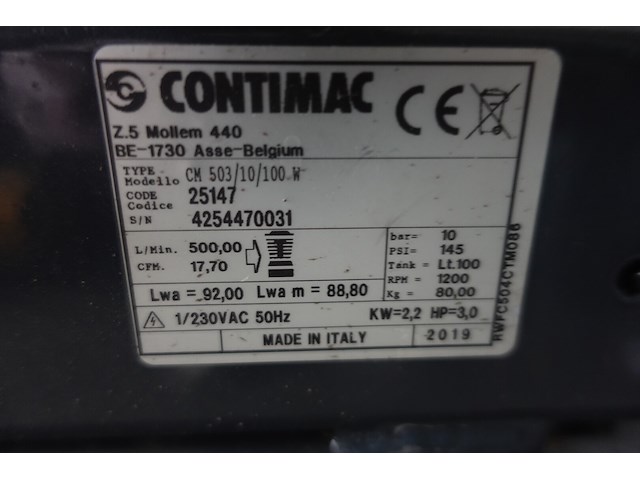 CONTIMAC
CE
Z.5 Mollem 440
BE-1730 Asse-Belgium
TYPE
Modello CM 503/10/100 W
CODE
Codice 25147
S/N 4254470031
L/Min. 500,00
CFM. 17,70
bar= 10
PSI= 145
Tank = Lt.100
RPM = 1200
Kg = 80,00
Lwa = 92,00 Lwa m = 88,80
1/230VAC 50Hz KW=2,2 HP=3,0
MADE IN ITALY 2019
RWFC504CTM086